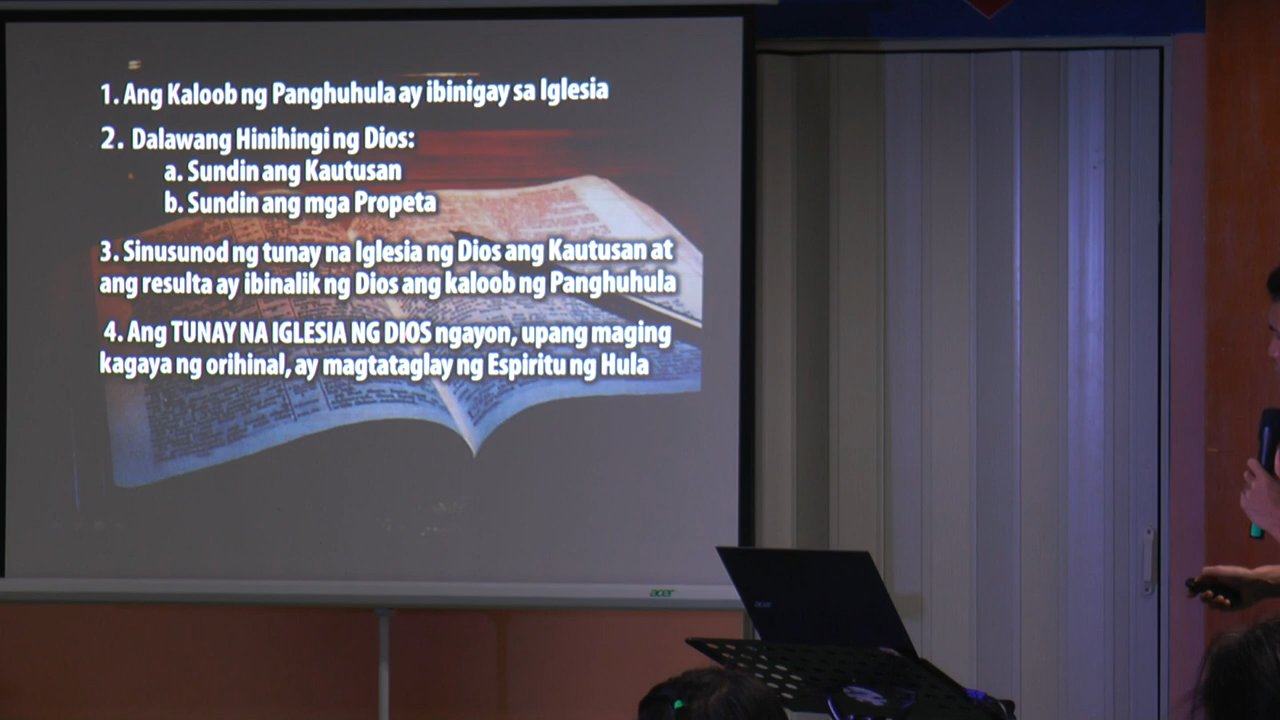 1. Ang Kaloob ng Panghuhula ay ibinigay sa Iglesia
2. Dalawang Hinihingi ng Dios:
a. Sundin ang Kautusan
b. Sundin ang mga Propeta
3. Sinusunod ng tunay na Iglesia ng Dios ang Kautusan at
ang resulta ay ibinalik ng Dios ang kaloob ng Panghuhula
4. Ang TUNAY NA IGLESIA NG DIOS ngayon, upang maging
kagaya ng orihinal, ay magtataglay ng Espiritu ng Hula
acer